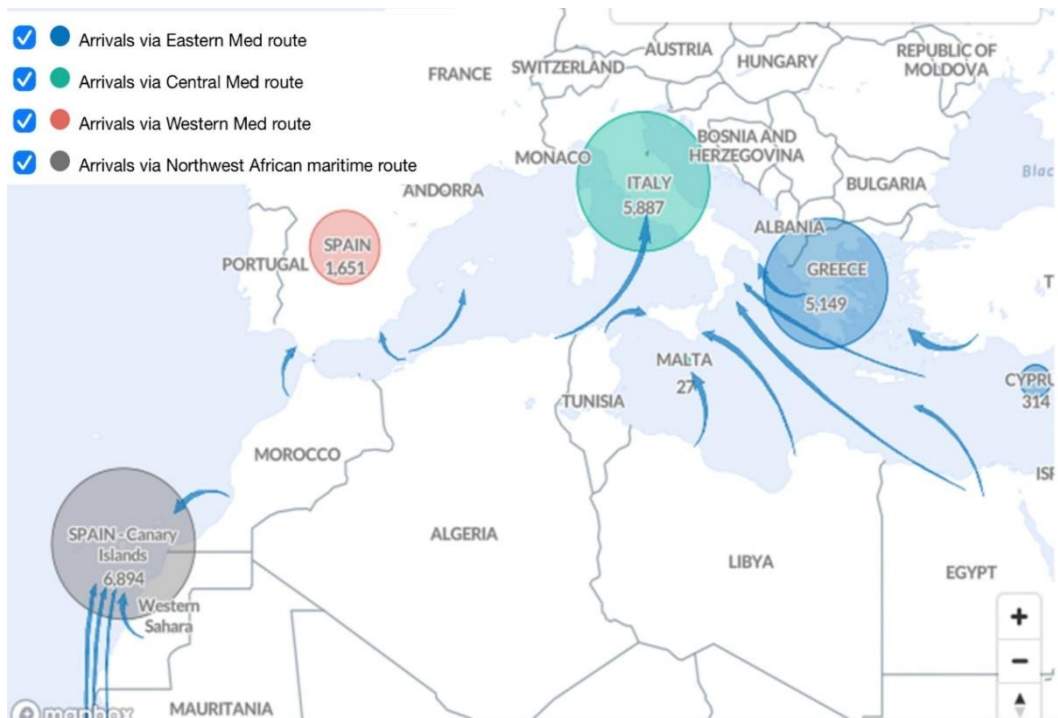 Arrivals via Eastern Med route
Arrivals via Central Med route
Arrivals via Western Med route
Arrivals via Northwest African maritime route
FRANCE
SWITZERLAND
AUSTRIA
HUNGARY
REPUBLIC OF
MOLDOVA
MONACO
BOSNIA AND
HERZEGOVINA
ANDORRA
ITALY
5,887
BULGARIA
Blac
ALBANIA
PORTUGAL
SPAIN
1,651
GREECE
5,149
T
MALTA
27
CYPRU
314
TUNISIA
MOROCCO
ISF
SPAIN - Canary
Islands
6,894
ALGERIA
LIBYA
EGYPT
Western
Sahara
+
−
MAURITANIA
mapbox